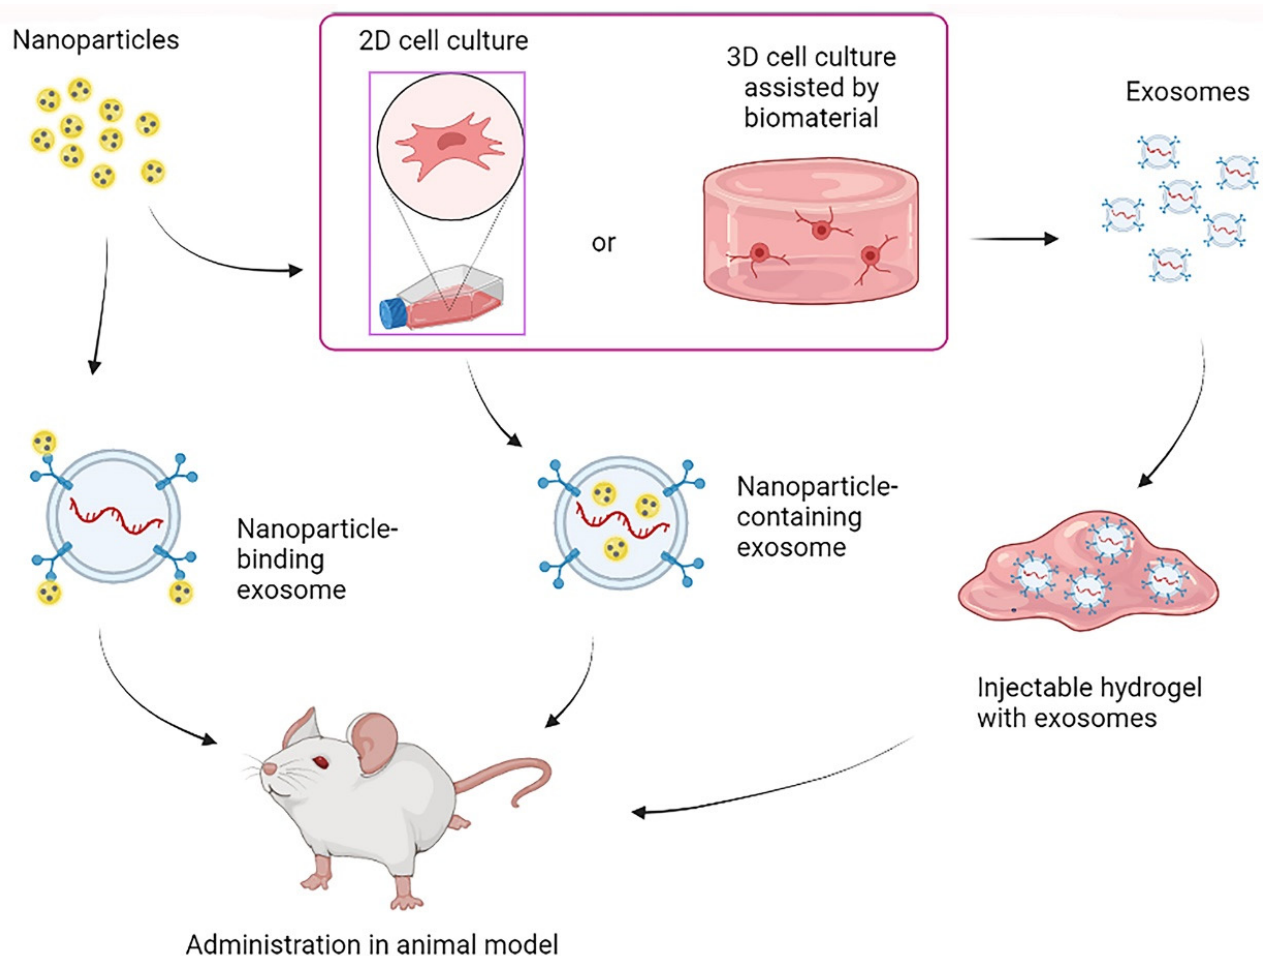 Nanoparticles
2D cell culture
3D cell culture
assisted by
biomaterial
Exosomes
or
Nanoparticle-
binding
exosome
Nanoparticle-
containing
exosome
Injectable hydrogel
with exosomes
Administration in animal model